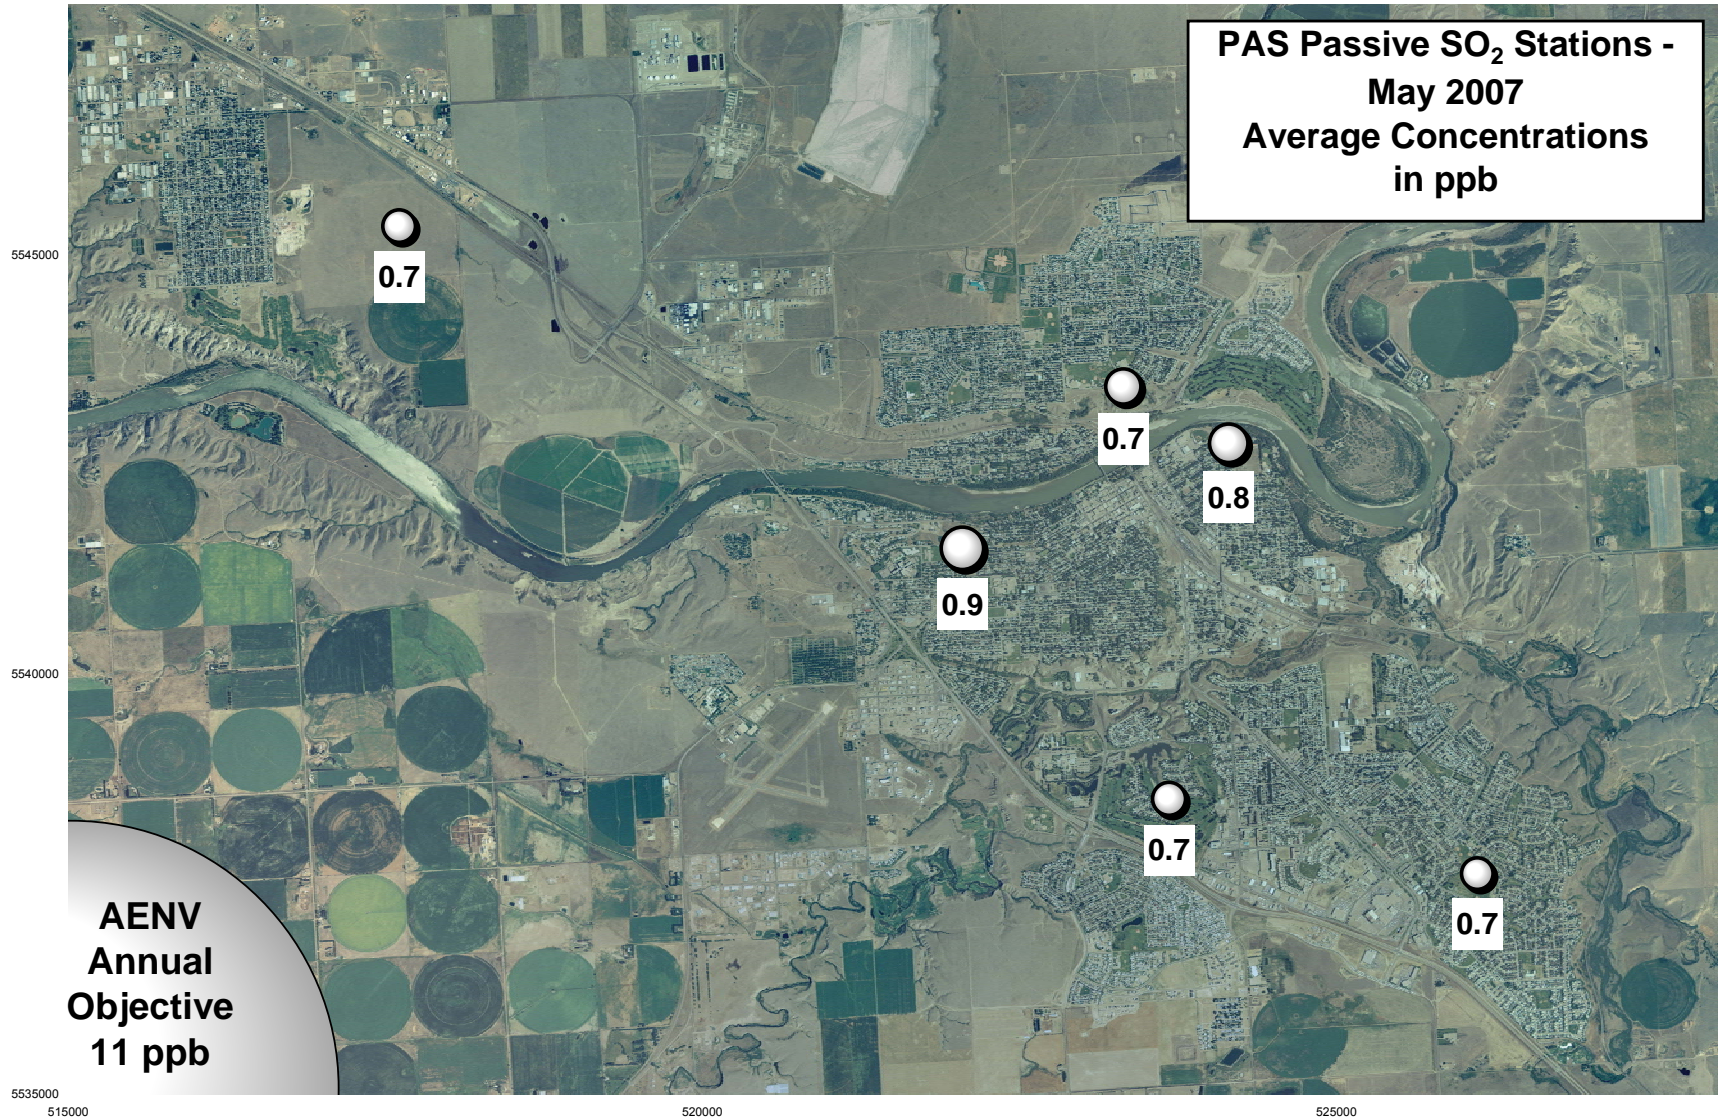 PAS Passive SO₂ Stations -
May 2007
Average Concentrations
in ppb
5545000
0.7
0.7
0.8
0.9
5540000
0.7
0.7
AENV
Annual
Objective
11 ppb
5535000
515000
520000
525000